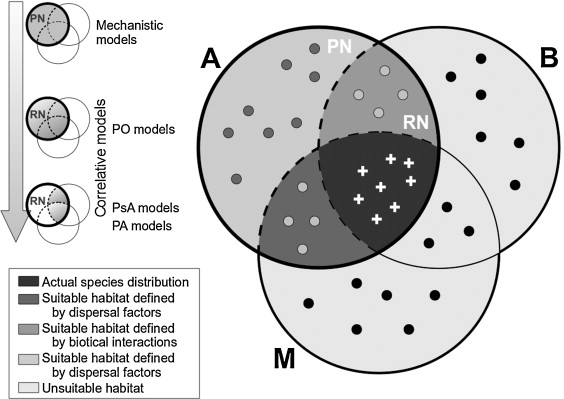 PN
Mechanistic
models
RN
PO models
RN
PsA models
PA models
Correlative models
A
PN
B
RN
M
Actual species distribution
Suitable habitat defined
by dispersal factors
Suitable habitat defined
by biotical interactions
Suitable habitat defined
by dispersal factors
Unsuitable habitat